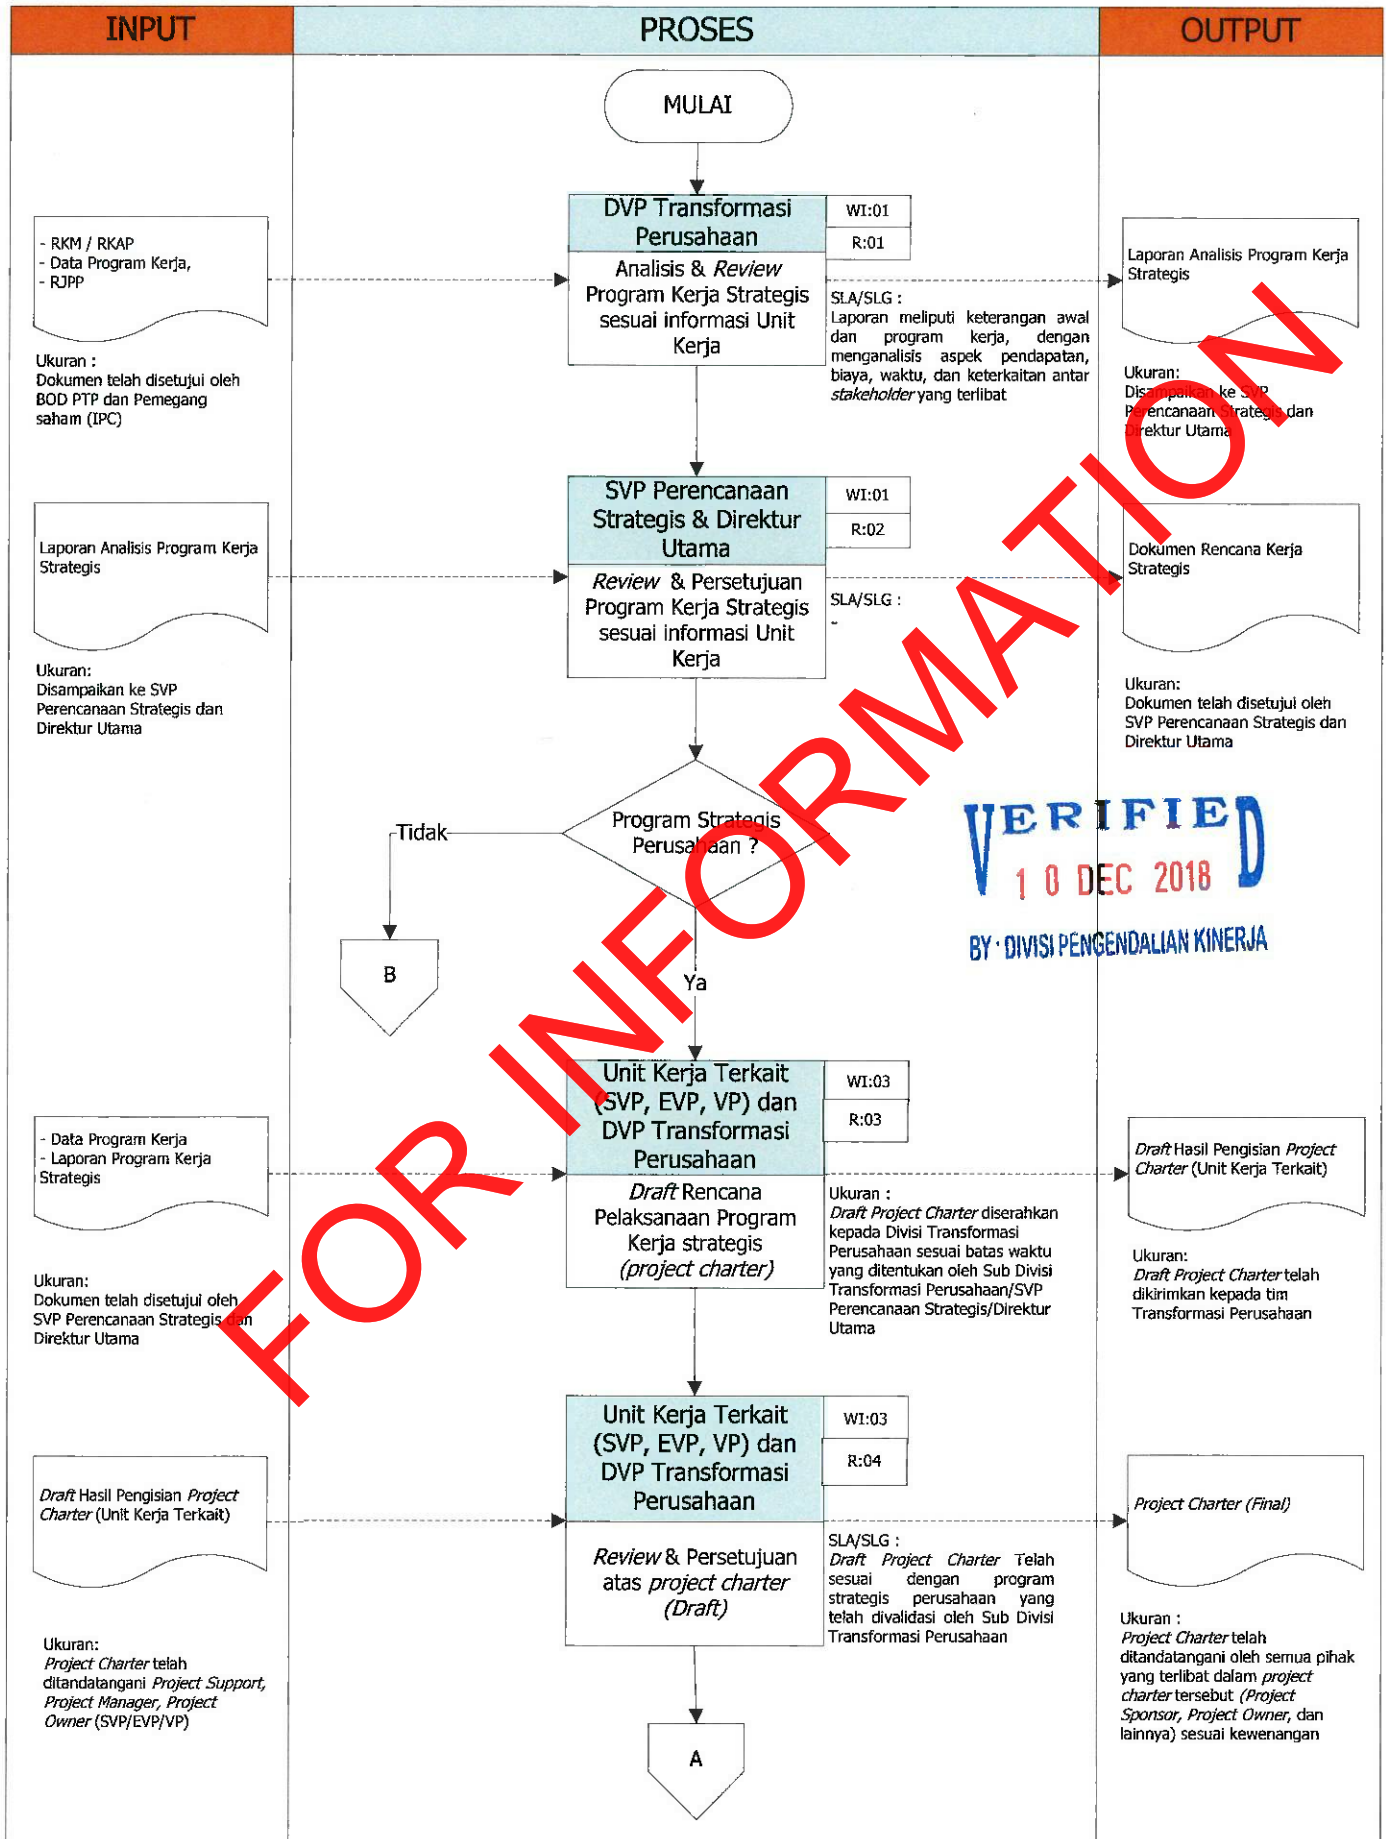 INPUT
PROSES
OUTPUT
MULAI
- RKM / RKAP
- Data Program Kerja,
- RJPP
Ukuran :
Dokumen telah disetujui oleh
BOD PTP dan Pemegang
saham (IPC)
DVP Transformasi
Perusahaan
WI:01
R:01
Analisis & Review
Program Kerja Strategis
sesuai informasi Unit
Kerja
SLA/SLG :
Laporan meliputi keterangan awal
dan program kerja, dengan
menganalisis aspek pendapatan,
biaya, waktu, dan keterkaitan antar
stakeholder yang terlibat
Laporan Analisis Program Kerja
Strategis
Ukuran:
Disampaikan ke SVP
Perencanaan Strategis dan
Direktur Utama
Laporan Analisis Program Kerja
Strategis
Ukuran:
Disampaikan ke SVP
Perencanaan Strategis dan
Direktur Utama
SVP Perencanaan
Strategis & Direktur
Utama
WI:01
R:02
Review & Persetujuan
Program Kerja Strategis
sesuai informasi Unit
Kerja
SLA/SLG :
-
Dokumen Rencana Kerja
Strategis
Ukuran:
Dokumen telah disetujui oleh
SVP Perencanaan Strategis dan
Direktur Utama
Program Strategis
Perusahaan ?
Tidak
B
Ya
VERIFIED
10 DEC 2018
BY : DIVISI PENGENDALIAN KINERJA
- Data Program Kerja
- Laporan Program Kerja
Strategis
Ukuran:
Dokumen telah disetujui oleh
SVP Perencanaan Strategis dan
Direktur Utama
Unit Kerja Terkait
(SVP, EVP, VP) dan
DVP Transformasi
Perusahaan
WI:03
R:03
Draft Rencana
Pelaksanaan Program
Kerja strategis
(project charter)
Ukuran :
Draft Project Charter diserahkan
kepada Divisi Transformasi
Perusahaan sesuai batas waktu
yang ditentukan oleh Sub Divisi
Transformasi Perusahaan/SVP
Perencanaan Strategis/Direktur
Utama
Draft Hasil Pengisian Project
Charter (Unit Kerja Terkait)
Ukuran:
Draft Project Charter telah
dikirimkan kepada tim
Transformasi Perusahaan
Draft Hasil Pengisian Project
Charter (Unit Kerja Terkait)
Ukuran:
Project Charter telah
ditandatangani Project Support,
Project Manager, Project
Owner (SVP/EVP/VP)
Unit Kerja Terkait
(SVP, EVP, VP) dan
DVP Transformasi
Perusahaan
WI:03
R:04
Review & Persetujuan
atas project charter
(Draft)
SLA/SLG :
Draft Project Charter Telah
sesuai dengan program
strategis perusahaan yang
telah divalidasi oleh Sub Divisi
Transformasi Perusahaan
Project Charter (Final)
Ukuran :
Project Charter telah
ditandatangani oleh semua pihak
yang terlibat dalam project
charter tersebut (Project
Sponsor, Project Owner, dan
lainnya) sesuai kewenangan
A
FOR INFORMATION